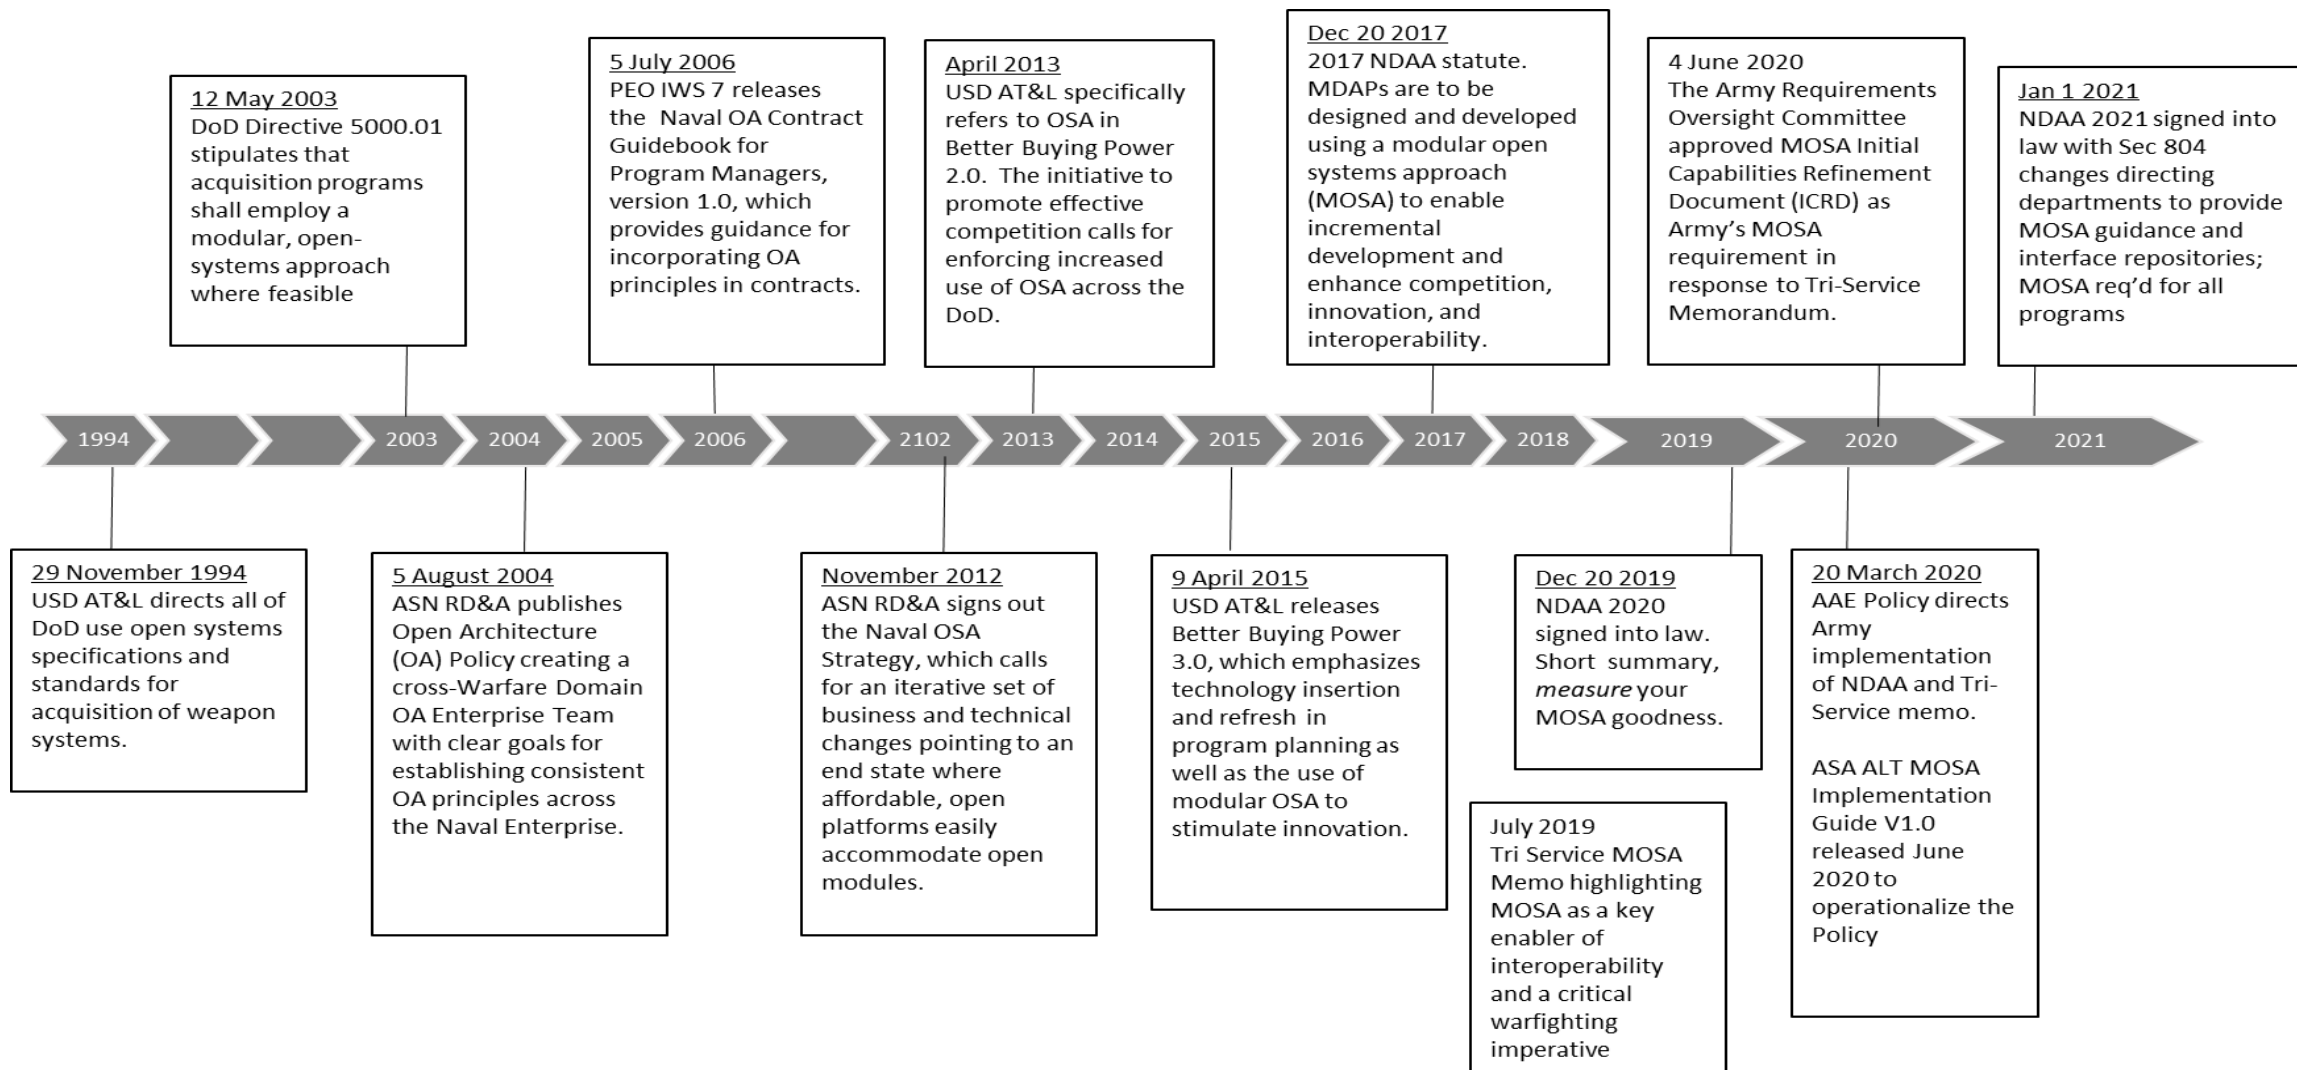 12 May 2003
DoD Directive 5000.01
stipulates that
acquisition programs
shall employ a
modular, open-
systems approach
where feasible
5 July 2006
PEO IWS 7 releases
the Naval OA Contract
Guidebook for
Program Managers,
version 1.0, which
provides guidance for
incorporating OA
principles in contracts.
April 2013
USD AT&L specifically
refers to OSA in
Better Buying Power
2.0. The initiative to
promote effective
competition calls for
enforcing increased
use of OSA across the
DoD.
Dec 20 2017
2017 NDAA statute.
MDAPs are to be
designed and developed
using a modular open
systems approach
(MOSA) to enable
incremental
development and
enhance competition,
innovation, and
interoperability.
4 June 2020
The Army Requirements
Oversight Committee
approved MOSA Initial
Capabilities Refinement
Document (ICRD) as
Army’s MOSA
requirement in
response to Tri-Service
Memorandum.
Jan 1 2021
NDAA 2021 signed into
law with Sec 804
changes directing
departments to provide
MOSA guidance and
interface repositories;
MOSA req’d for all
programs
1994 2003 2004 2005 2006 2102 2013 2014 2015 2016 2017 2018 2019 2020 2021
29 November 1994
USD AT&L directs all of
DoD use open systems
specifications and
standards for
acquisition of weapon
systems.
5 August 2004
ASN RD&A publishes
Open Architecture
(OA) Policy creating a
cross-Warfare Domain
OA Enterprise Team
with clear goals for
establishing consistent
OA principles across
the Naval Enterprise.
November 2012
ASN RD&A signs out
the Naval OSA
Strategy, which calls
for an iterative set of
business and technical
changes pointing to an
end state where
affordable, open
platforms easily
accommodate open
modules.
9 April 2015
USD AT&L releases
Better Buying Power
3.0, which emphasizes
technology insertion
and refresh in
program planning as
well as the use of
modular OSA to
stimulate innovation.
Dec 20 2019
NDAA 2020
signed into law.
Short summary,
measure your
MOSA goodness.
July 2019
Tri Service MOSA
Memo highlighting
MOSA as a key
enabler of
interoperability
and a critical
warfighting
imperative
20 March 2020
AAE Policy directs
Army
implementation
of NDAA and Tri-
Service memo.
ASA ALT MOSA
Implementation
Guide V1.0
released June
2020 to
operationalize the
Policy